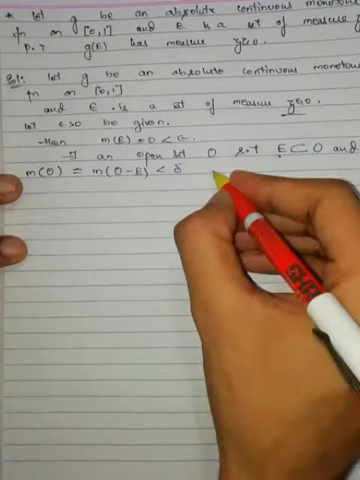 * Let g be an absolute continuous monotone
fn on [0,1] and E is a set of measure zero.
P.T g(E) has measure zero.
Sol: let g be an absolute continuous monotone
fn on [0,1]
and E is a set of measure zero.
let ε>0 be given.
Then m(E)=0 < ε.
∃ an open set O s.t E ⊂ O and
m(O) = m(O-E) < δ
SHA